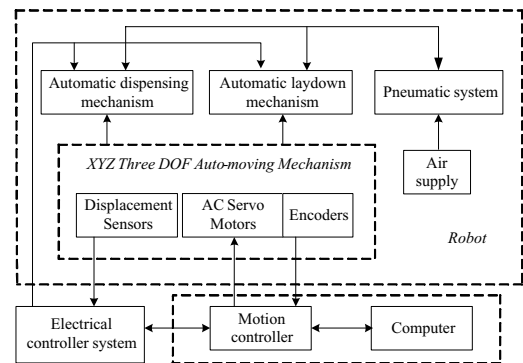 Automatic dispensing
mechanism
Automatic laydown
mechanism
Pneumatic system
XYZ Three DOF Auto-moving Mechanism
Air
supply
Displacement
Sensors
AC Servo
Motors
Encoders
Robot
Electrical
controller system
Motion
controller
Computer